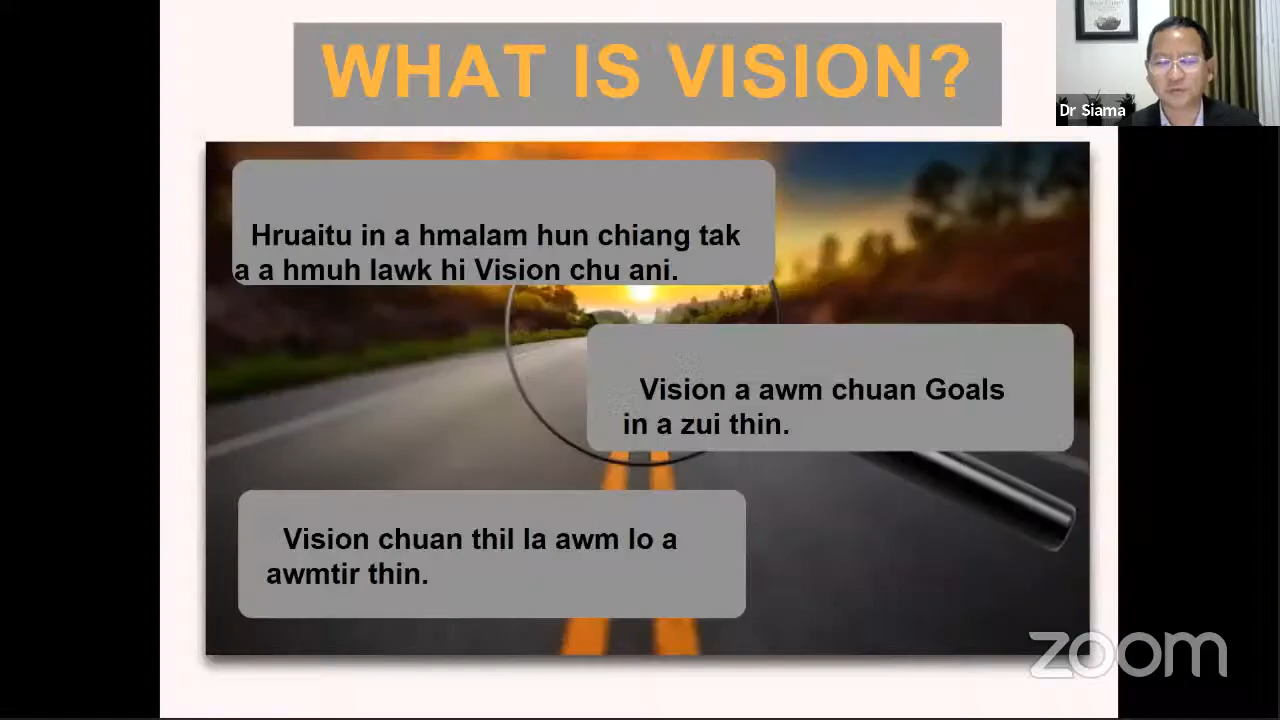 WHAT IS VISION?
Dr Siama
Hruaitu in a hmalam hun chiang tak
a a hmuh lawk hi Vision chu ani.
Vision a awm chuan Goals
in a zui thin.
Vision chuan thil la awm lo a
awmtir thin.
zoom